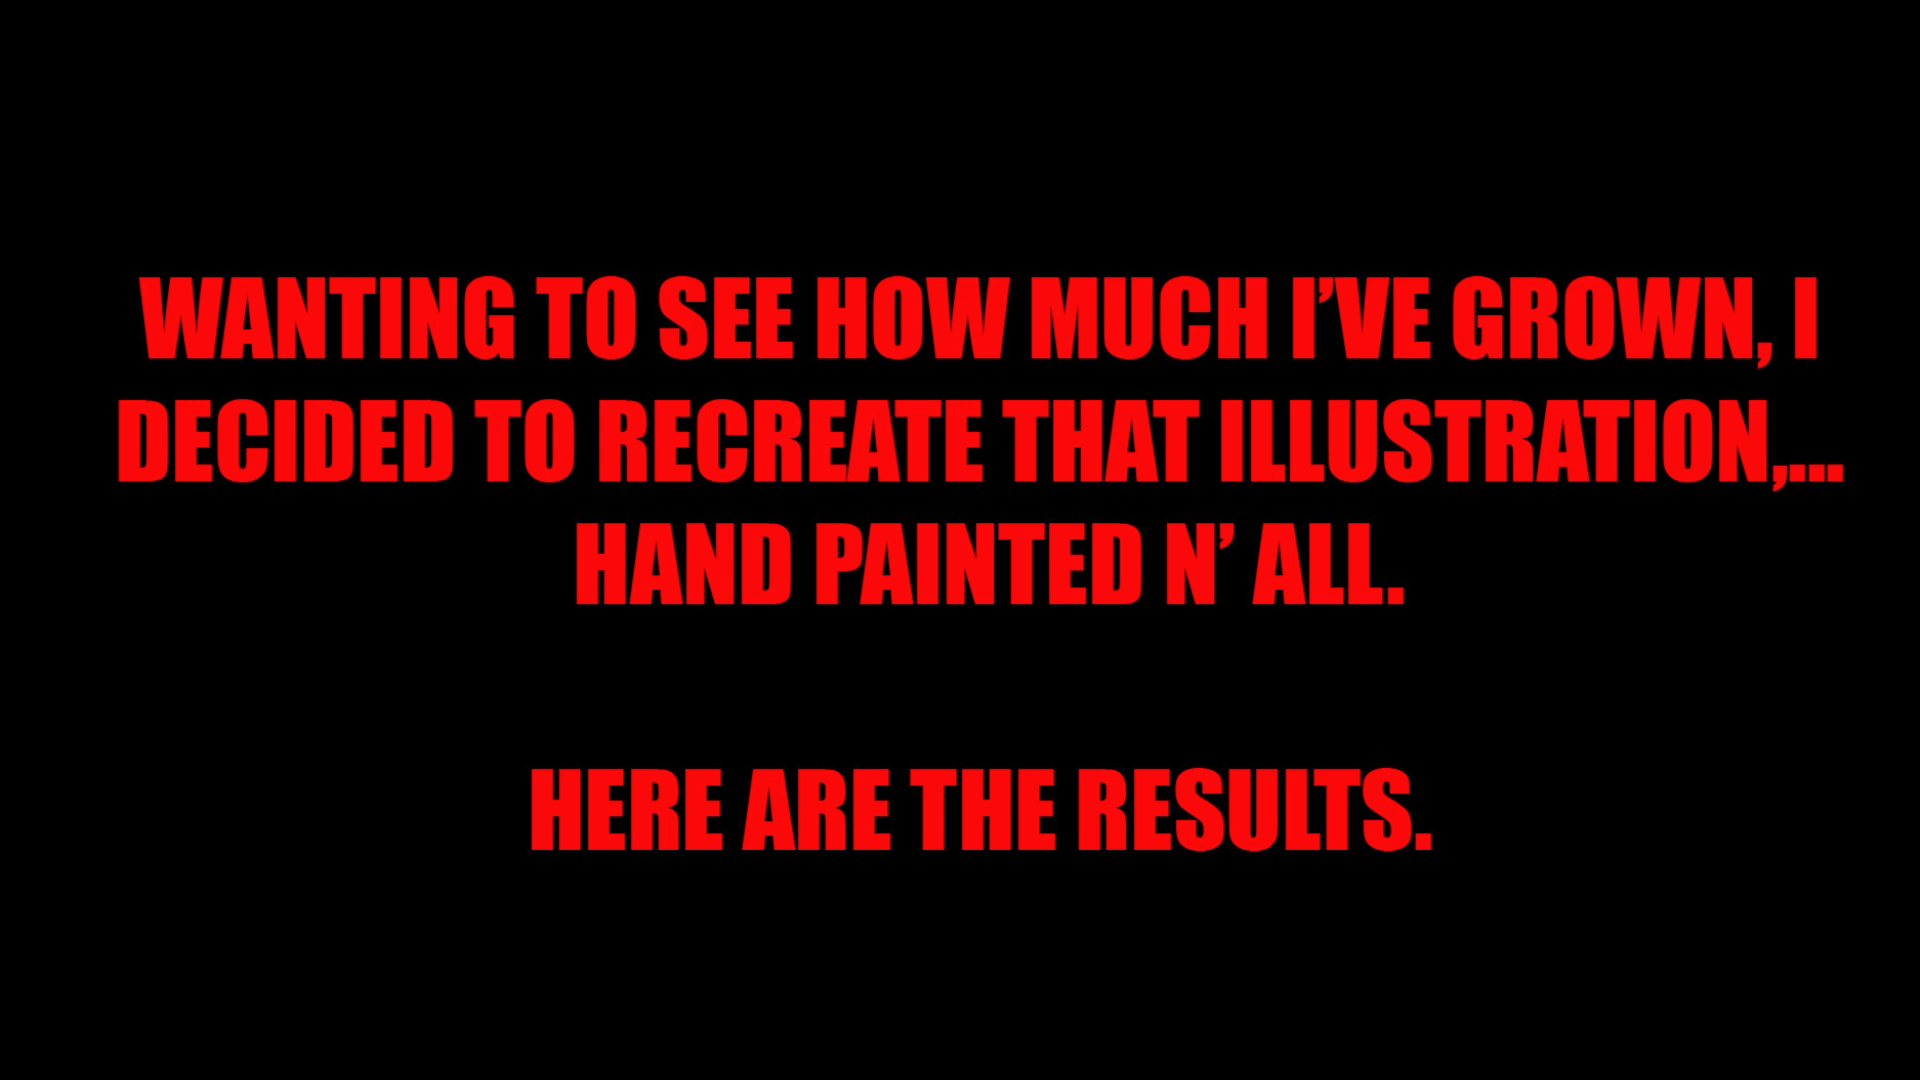 WANTING TO SEE HOW MUCH I’VE GROWN, I
DECIDED TO RECREATE THAT ILLUSTRATION,...
HAND PAINTED N’ ALL.
HERE ARE THE RESULTS.